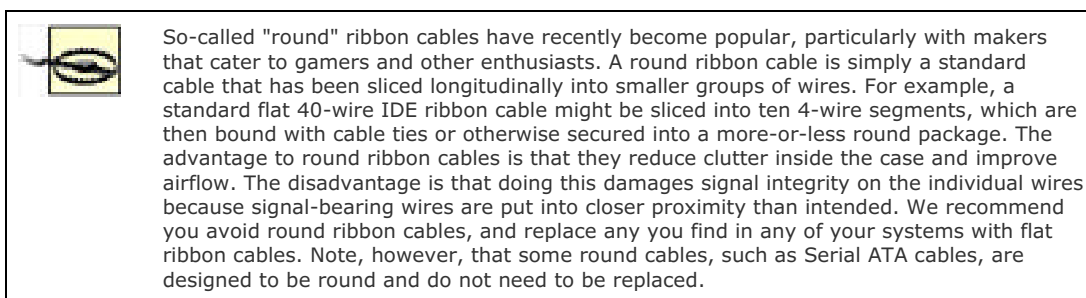 So-called "round" ribbon cables have recently become popular, particularly with makers
that cater to gamers and other enthusiasts. A round ribbon cable is simply a standard
cable that has been sliced longitudinally into smaller groups of wires. For example, a
standard flat 40-wire IDE ribbon cable might be sliced into ten 4-wire segments, which are
then bound with cable ties or otherwise secured into a more-or-less round package. The
advantage to round ribbon cables is that they reduce clutter inside the case and improve
airflow. The disadvantage is that doing this damages signal integrity on the individual wires
because signal-bearing wires are put into closer proximity than intended. We recommend
you avoid round ribbon cables, and replace any you find in any of your systems with flat
ribbon cables. Note, however, that some round cables, such as Serial ATA cables, are
designed to be round and do not need to be replaced.